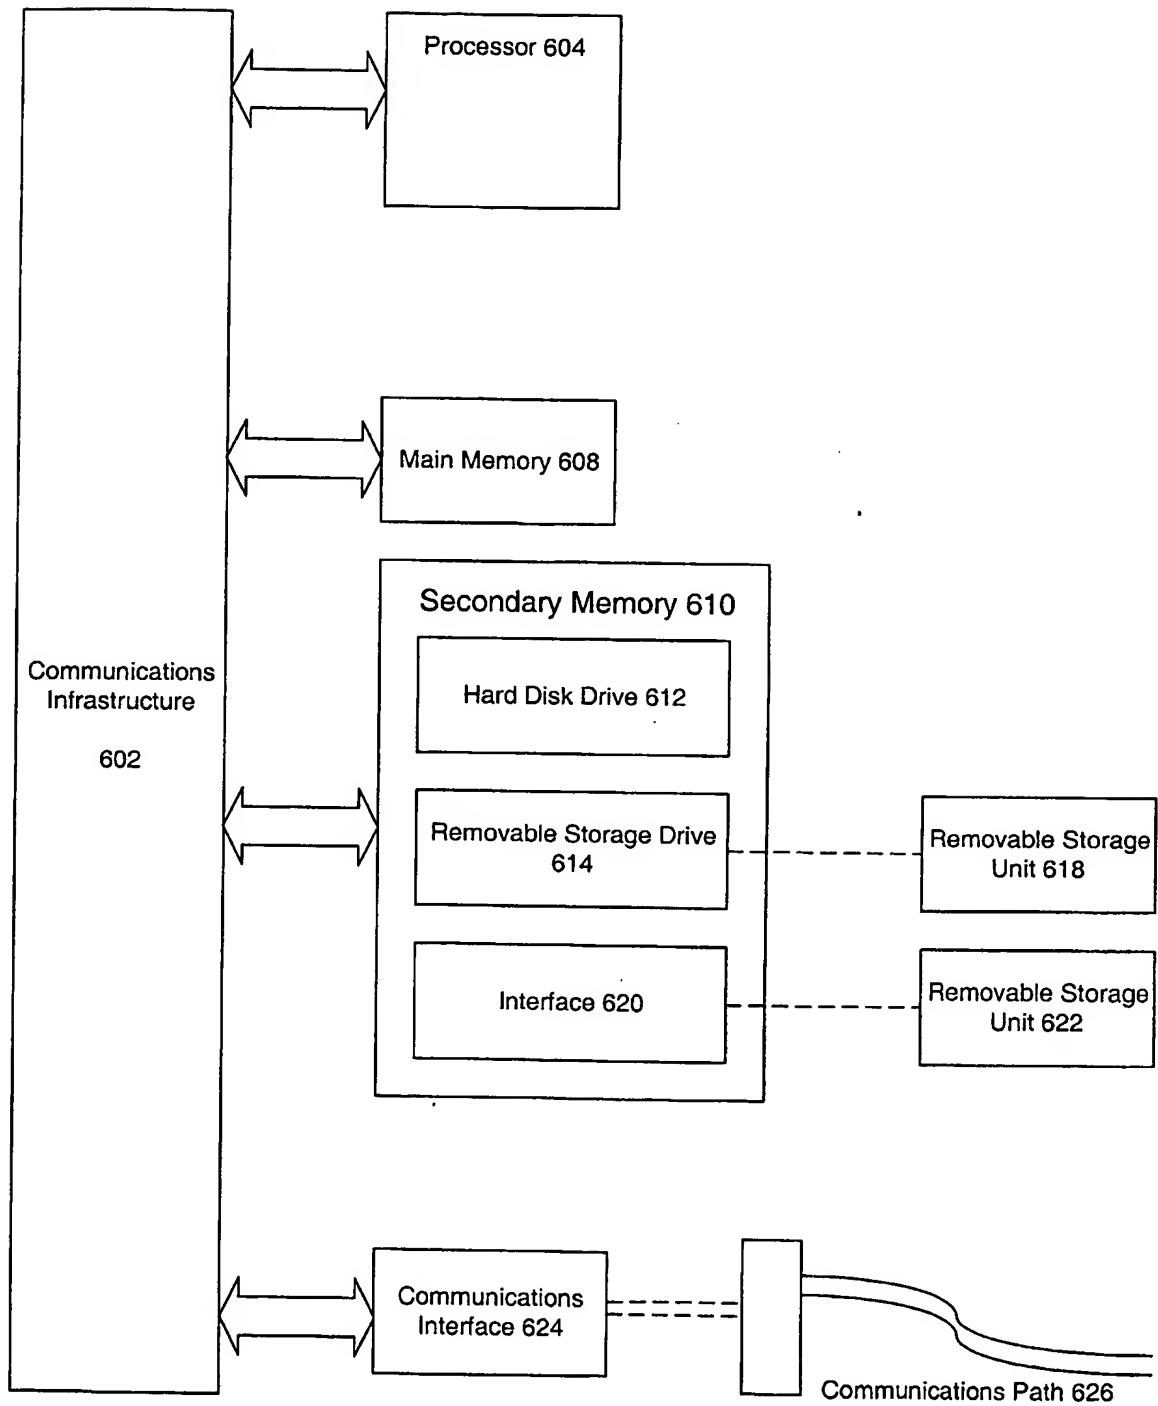 Processor 604
Main Memory 608
Secondary Memory 610
Hard Disk Drive 612
Communications
Infrastructure
602
Removable Storage Drive
614
Removable Storage
Unit 618
Interface 620
Removable Storage
Unit 622
Communications
Interface 624
Communications Path 626